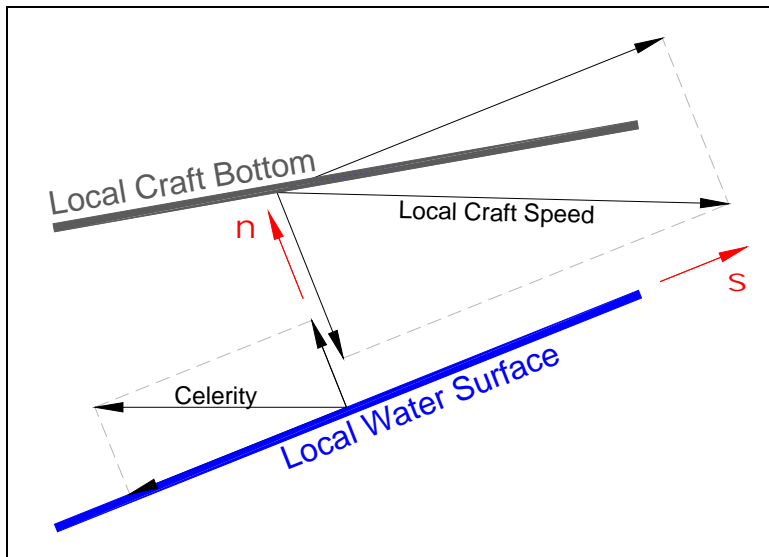 Local Craft Bottom
Local Craft Speed
n
s
Celerity
Local Water Surface